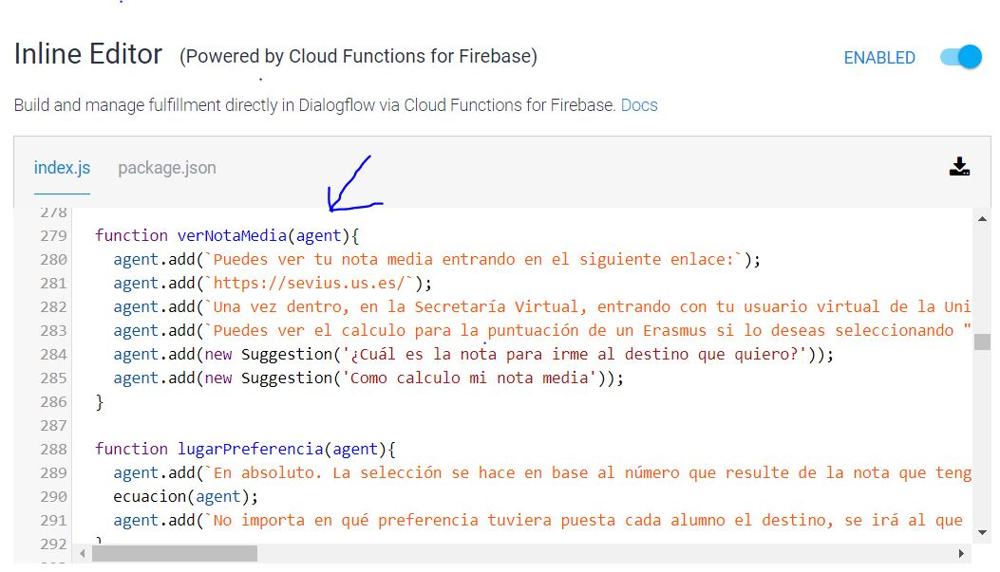 Inline Editor (Powered by Cloud Functions for Firebase) ENABLED
Build and manage fulfillment directly in Dialogflow via Cloud Functions for Firebase. Docs
index.js package.json
278
279 function verNotaMedia(agent){
280 agent.add(`Puedes ver tu nota media entrando en el siguiente enlace:`);
281 agent.add(`https://sevius.us.es/`);
282 agent.add(`Una vez dentro, en la Secretaría Virtual, entrando con tu usuario virtual de la Uni
283 agent.add(`Puedes ver el calculo para la puntuación de un Erasmus si lo deseas seleccionando "
284 agent.add(new Suggestion('¿Cuál es la nota para irme al destino que quiero?'));
285 agent.add(new Suggestion('Como calculo mi nota media'));
286 }
287
288 function lugarPreferencia(agent){
289 agent.add(`En absoluto. La selección se hace en base al número que resulte de la nota que teng
290 ecuacion(agent);
291 agent.add(`No importa en qué preferencia tuviera puesta cada alumno el destino, se irá al que
292 }